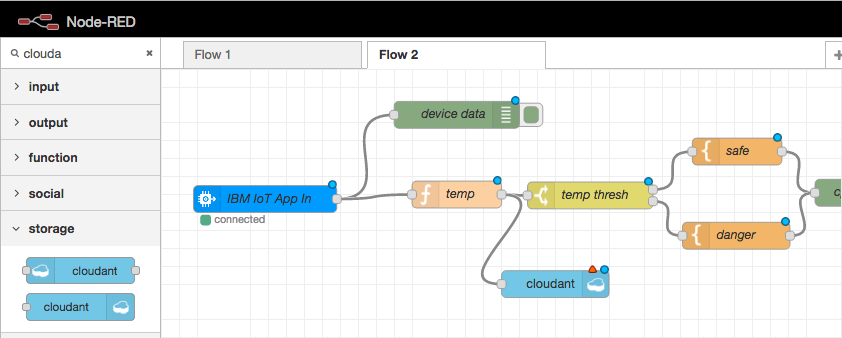 Node-RED
clouda
Flow 1
Flow 2
input
output
function
social
storage
cloudant
cloudant
device data
IBM IoT App In
connected
temp
temp thresh
safe
danger
cloudant